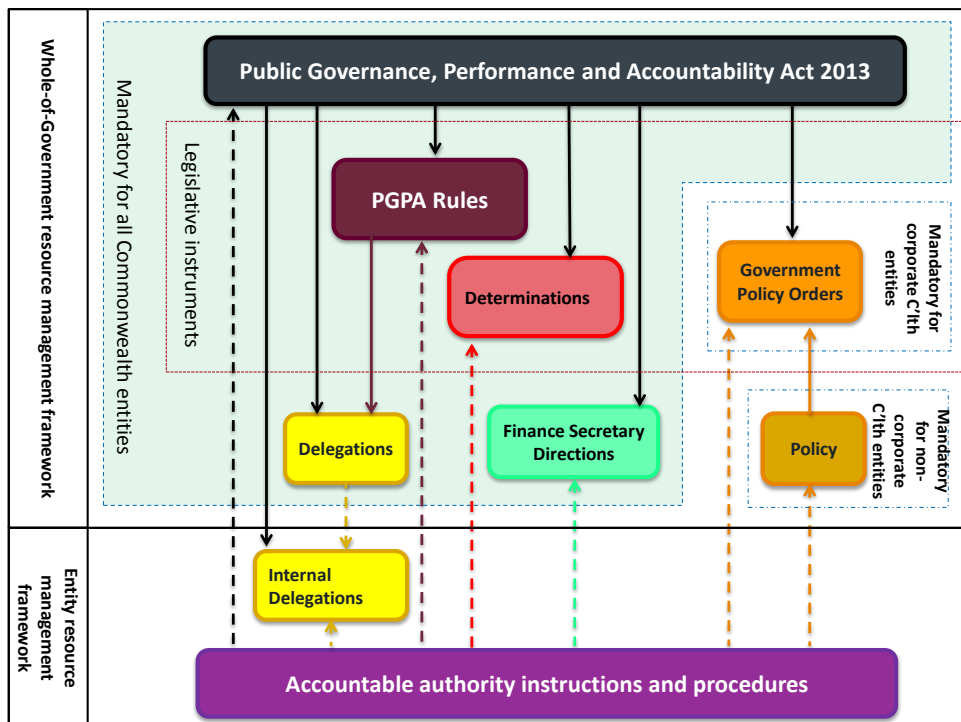 Whole-of-Government resource management framework
Mandatory for all Commonwealth entities
Public Governance, Performance and Accountability Act 2013
Legislative instruments
PGPA Rules
Determinations
Government
Policy Orders
Mandatory for
corporate C'lth
entities
Delegations
Finance Secretary
Directions
Policy
Mandatory
for non-
corporate
C'lth entities
Entity resource
management
framework
Internal
Delegations
Accountable authority instructions and procedures